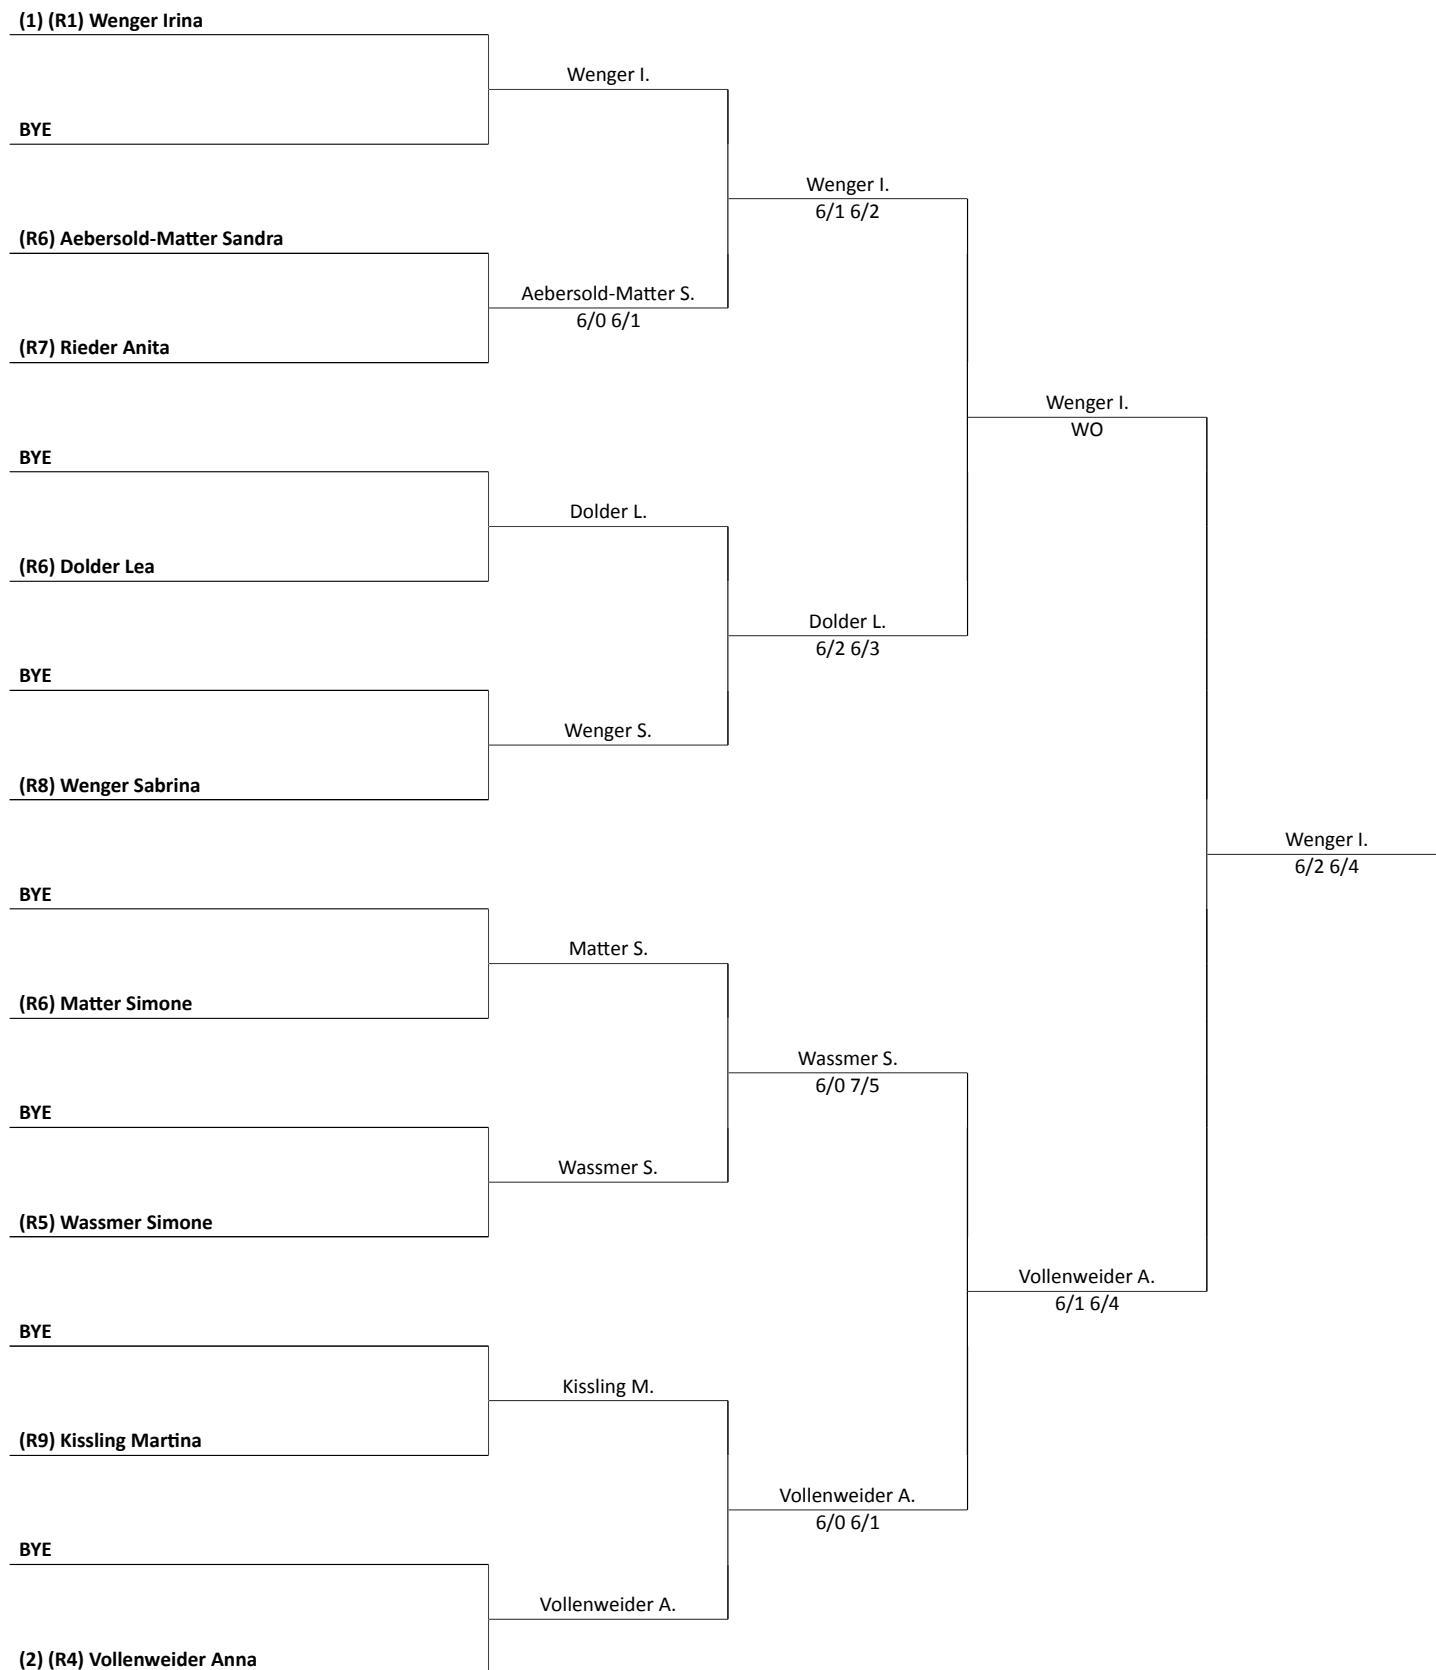 (1) (R1) Wenger Irina
Wenger I.
BYE
Wenger I.
6/1 6/2
(R6) Aebersold-Matter Sandra
Aebersold-Matter S.
6/0 6/1
(R7) Rieder Anita
Wenger I.
WO
BYE
Dolder L.
(R6) Dolder Lea
Dolder L.
6/2 6/3
BYE
Wenger S.
(R8) Wenger Sabrina
Wenger I.
6/2 6/4
BYE
Matter S.
(R6) Matter Simone
Wassmer S.
6/0 7/5
BYE
Wassmer S.
(R5) Wassmer Simone
Vollenweider A.
6/1 6/4
BYE
Kissling M.
(R9) Kissling Martina
Vollenweider A.
6/0 6/1
BYE
Vollenweider A.
(2) (R4) Vollenweider Anna